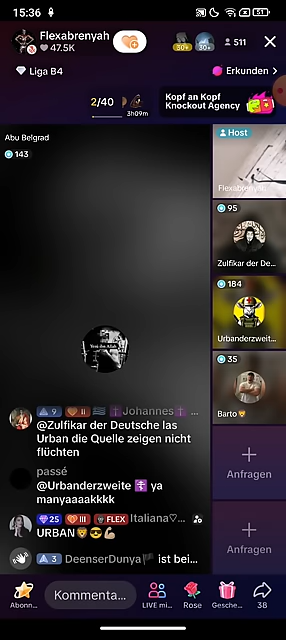 15:36
51
Flexabrenyah
47.5K
30+
30+
511
Liga B4
Erkunden
2/40
3h09m
Kopf an Kopf
Knockout Agency
Abu Belgrad
143
Host
Flexabrenyah
95
Zulfikar der De...
184
Urbanderzweit...
35
Barto
9 II Johannes ...
@Zulfikar der Deutsche las
Urban die Quelle zeigen nicht
flüchten
passé
@Urbanderzweite ya
manyaaaakkkk
25 III FLEX Italiana♡...
URBAN
3 DeenserDunya ist bei...
+
Anfragen
+
Anfragen
Abonn...
Kommenta...
LIVE mi...
Rose
Gesche...
38